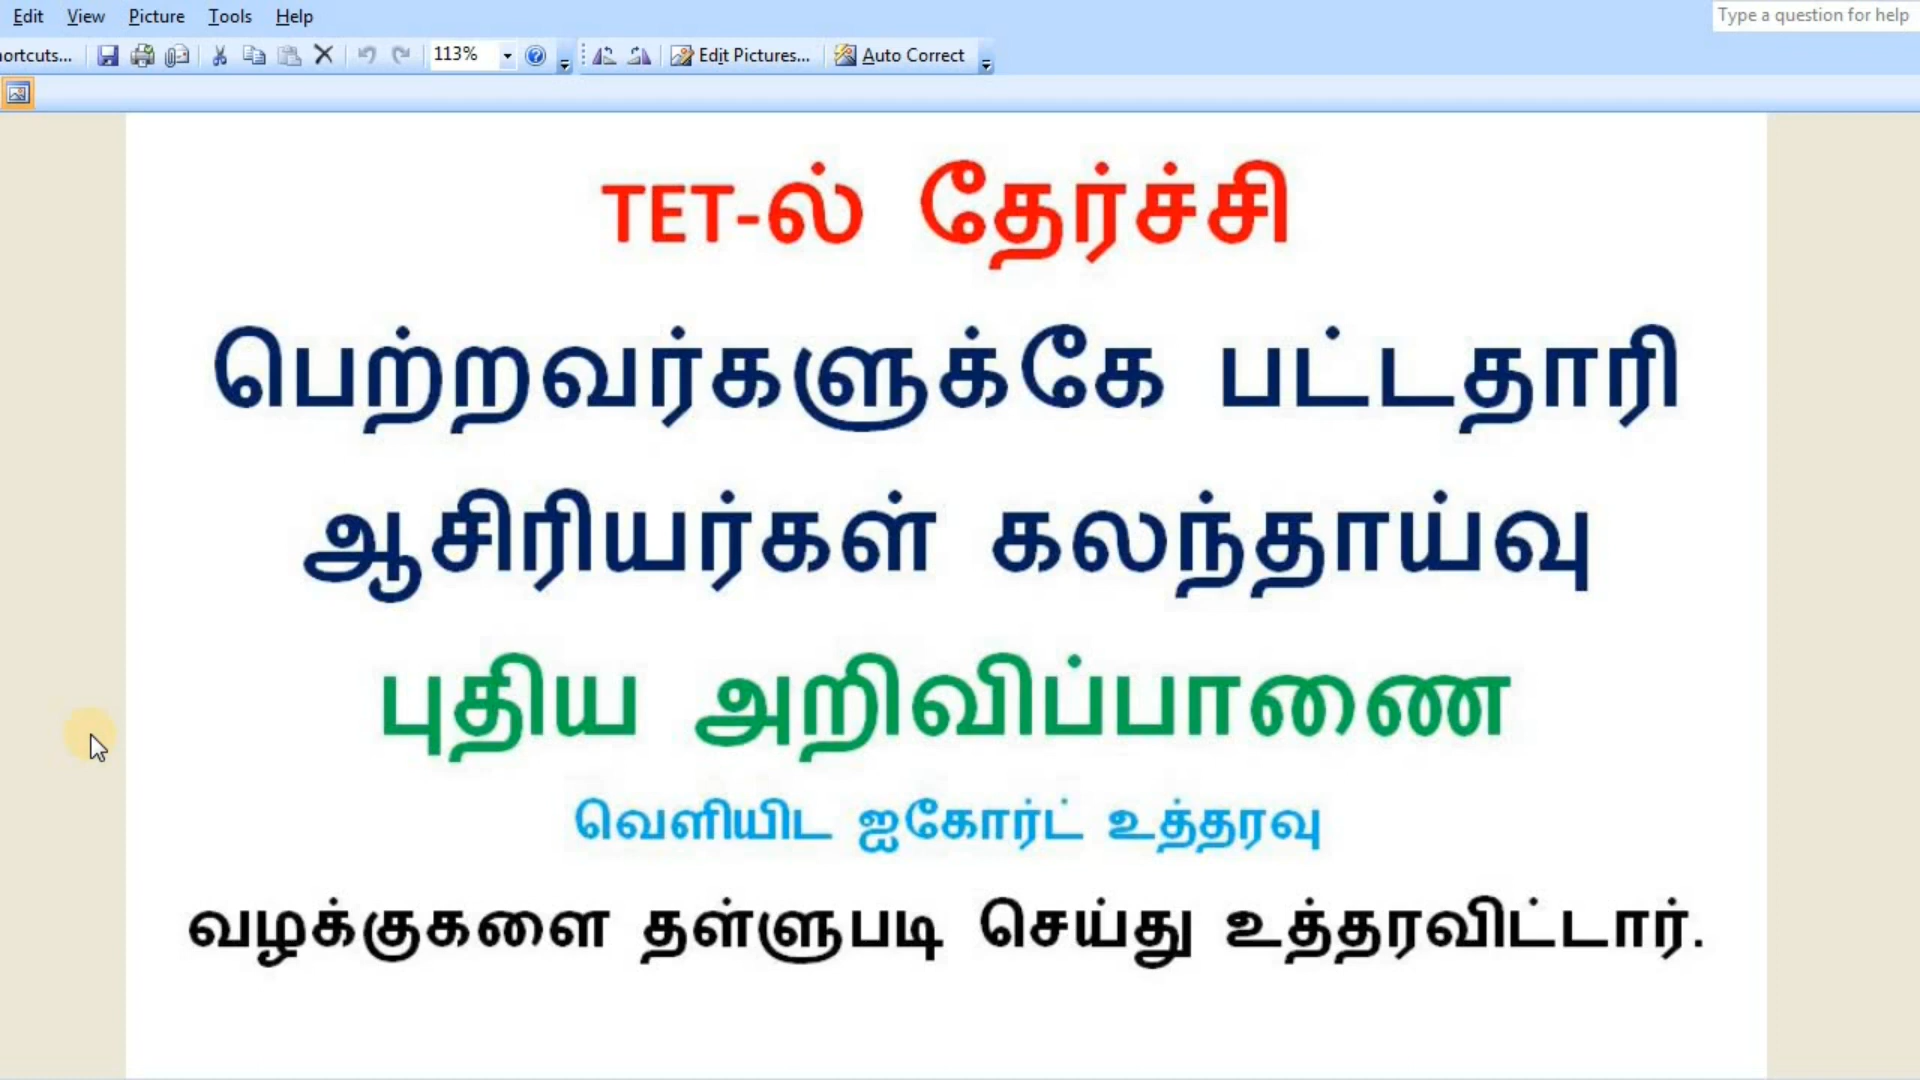 Edit View Picture Tools Help Type a question for help
ortcuts... 113% Edit Pictures... Auto Correct
TET-ல் தேர்ச்சி
பெற்றவர்களுக்கே பட்டதாரி
ஆசிரியர்கள் கலந்தாய்வு
புதிய அறிவிப்பாணை
வெளியிட ஐகோர்ட் உத்தரவு
வழக்குகளை தள்ளுபடி செய்து உத்தரவிட்டார்.